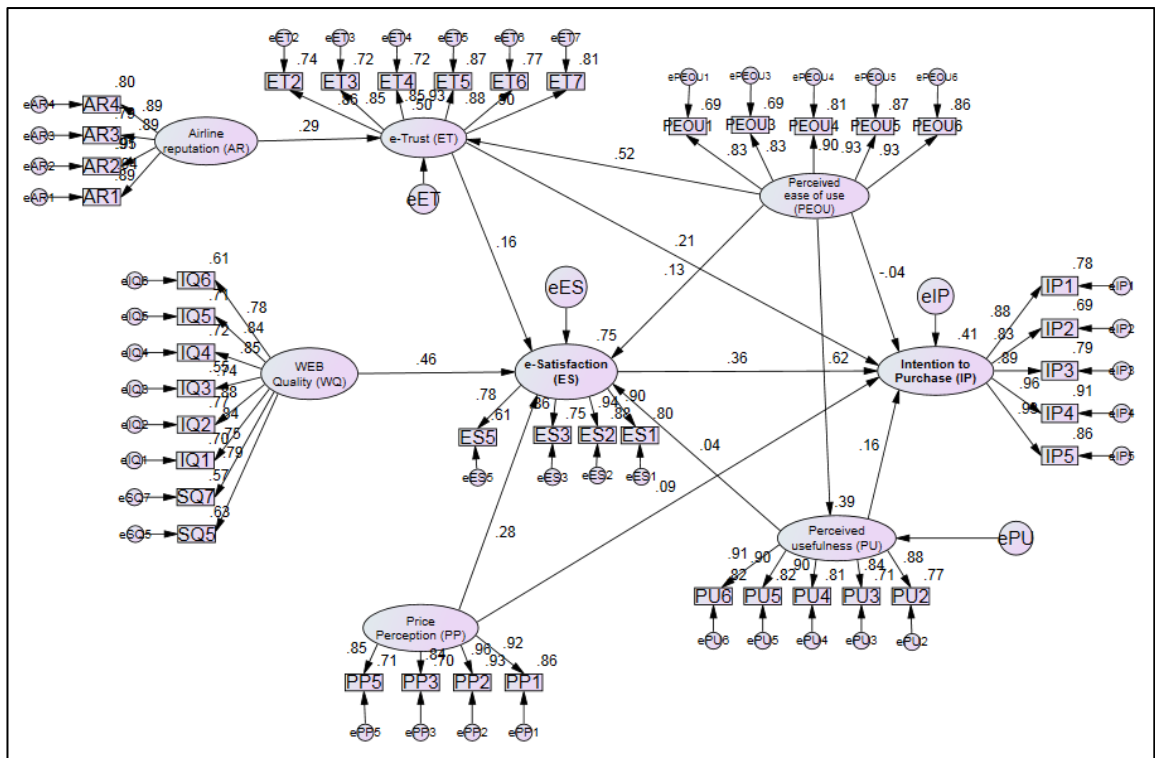 eET2
eET3
eET4
eET5
eET6
eET7
.74
.72
.72
.87
.77
.81
ET2
ET3
ET4
ET5
ET6
ET7
.86
.85
.85
.93
.88
.90
.50
e-Trust (ET)
eET
.80
eAR4
AR4
.89
.79
eAR3
AR3
.89
eAR2
AR2
eAR1
AR1
.89
Airline
reputation (AR)
.29
ePEOU1
ePEOU3
ePEOU4
ePEOU5
ePEOU6
.69
.69
.81
.87
.86
PEOU1
PEOU3
PEOU4
PEOU5
PEOU6
.83
.83
.90
.93
.93
Perceived
ease of use
(PEOU)
.52
.16
.21
.13
-.04
.61
IQ6
eIQ5
IQ5
.72
eIQ4
IQ4
eIQ3
IQ3
eIQ2
IQ2
eIQ1
IQ1
.57
eSQ7
SQ7
.63
eSQ5
SQ5
.78
.84
.85
.74
.84
.75
.79
.70
WEB
Quality (WQ)
.46
eES
.75
e-Satisfaction
(ES)
.36
.62
.78
.61
.86
.75
.94
.88
.90
.80
ES5
ES3
ES2
ES1
eES5
eES3
eES2
eES1
eIP
.41
Intention to
Purchase (IP)
.78
IP1
eIP1
.88
.69
IP2
eIP2
.83
.79
IP3
eIP3
.89
.91
IP4
eIP4
.96
.86
IP5
eIP5
.04
.09
.16
.28
.39
Perceived
usefulness (PU)
ePU
.91
.82
.90
.82
.90
.81
.84
.71
.88
.77
PU6
PU5
PU4
PU3
PU2
ePU6
ePU5
ePU4
ePU3
ePU2
Price
Perception (PP)
.85
.71
.84
.70
.96
.93
.92
.86
PP5
PP3
PP2
PP1
ePP5
ePP3
ePP2
ePP1